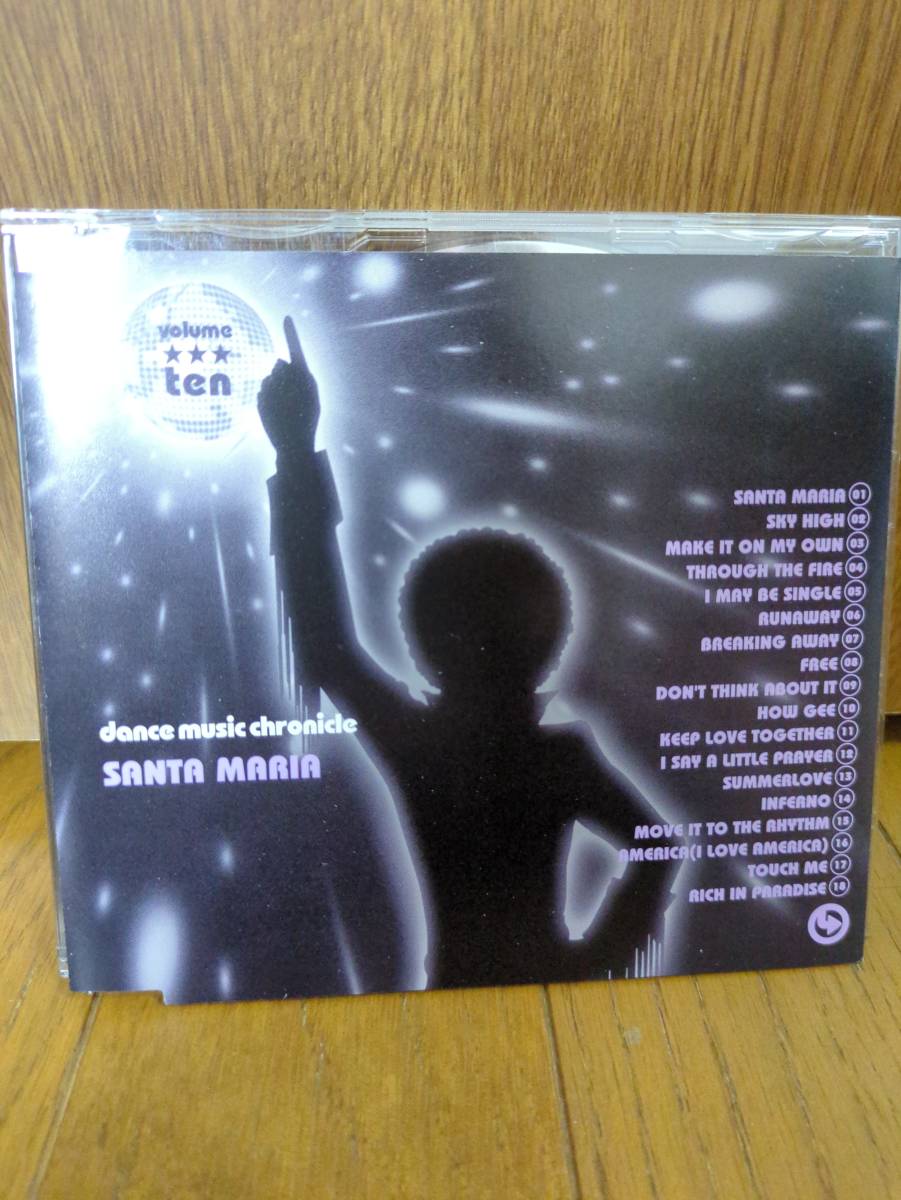 volume
ten
SANTA MARIA 01
SKY HIGH 02
MAKE IT ON MY OWN 03
THROUGH THE FIRE 04
I MAY BE SINGLE 05
RUNAWAY 06
BREAKING AWAY 07
FREE 08
DON'T THINK ABOUT IT 09
HOW GEE 10
KEEP LOVE TOGETHER 11
I SAY A LITTLE PRAYER 12
SUMMERLOVE 13
INFERNO 14
MOVE IT TO THE RHYTHM 15
AMERICA(I LOVE AMERICA) 16
TOUCH ME 17
RICH IN PARADISE 18
dance music chronicle
SANTA MARIA